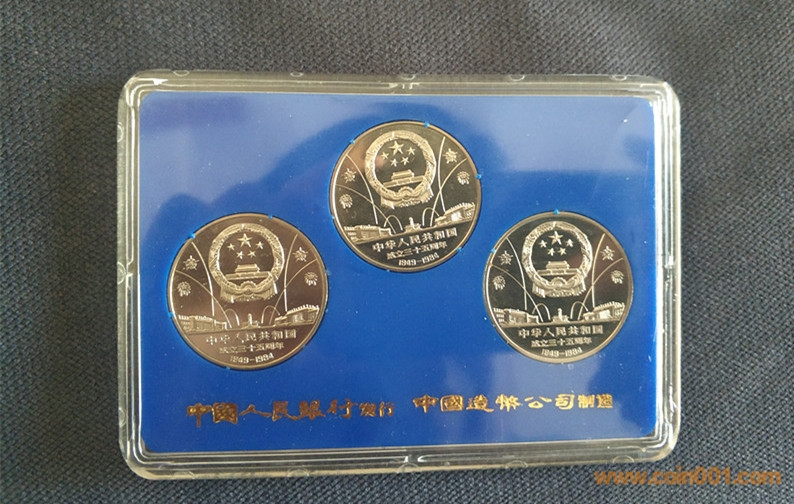 中华人民共和国
成立三十五周年
1949-1984
中华人民共和国
成立三十五周年
1949-1984
中华人民共和国
成立三十五周年
1949-1984
中國人民銀行发行 中國造幣公司制造
www.coin001.com